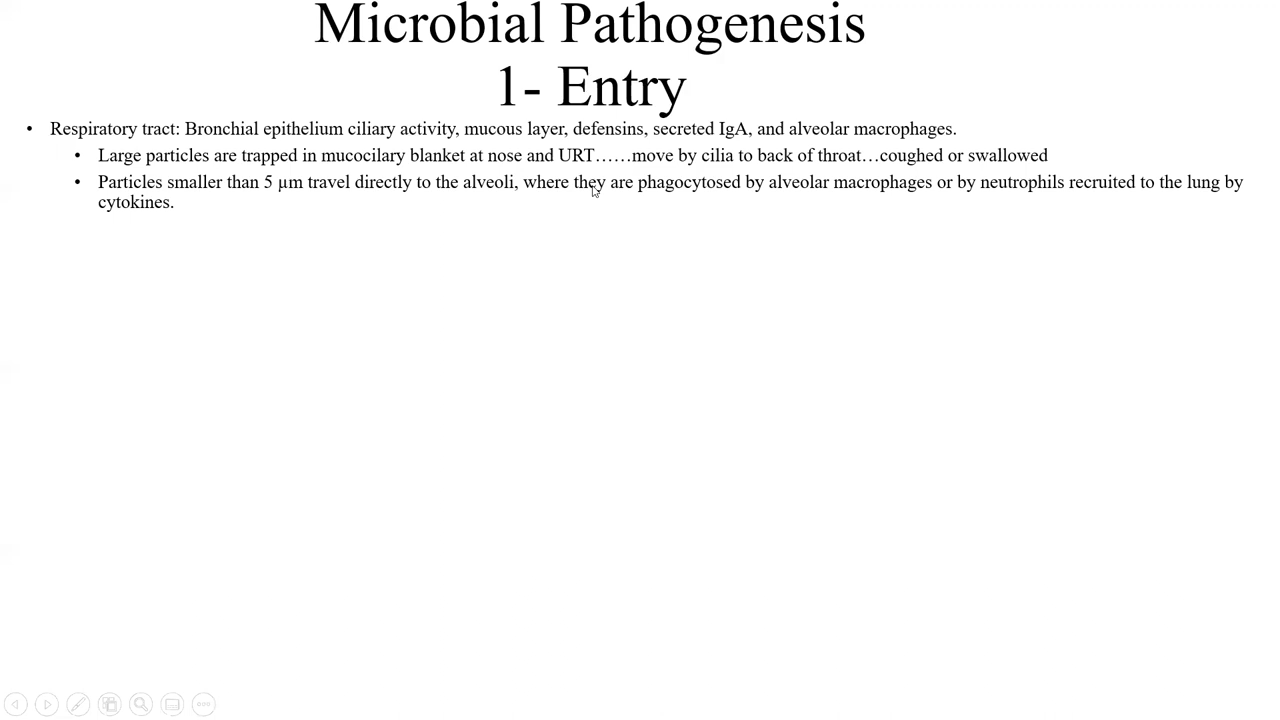 Microbial Pathogenesis
1- Entry
• Respiratory tract: Bronchial epithelium ciliary activity, mucous layer, defensins, secreted IgA, and alveolar macrophages.
• Large particles are trapped in mucocilary blanket at nose and URT……move by cilia to back of throat…coughed or swallowed
• Particles smaller than 5 µm travel directly to the alveoli, where they are phagocytosed by alveolar macrophages or by neutrophils recruited to the lung by
cytokines.